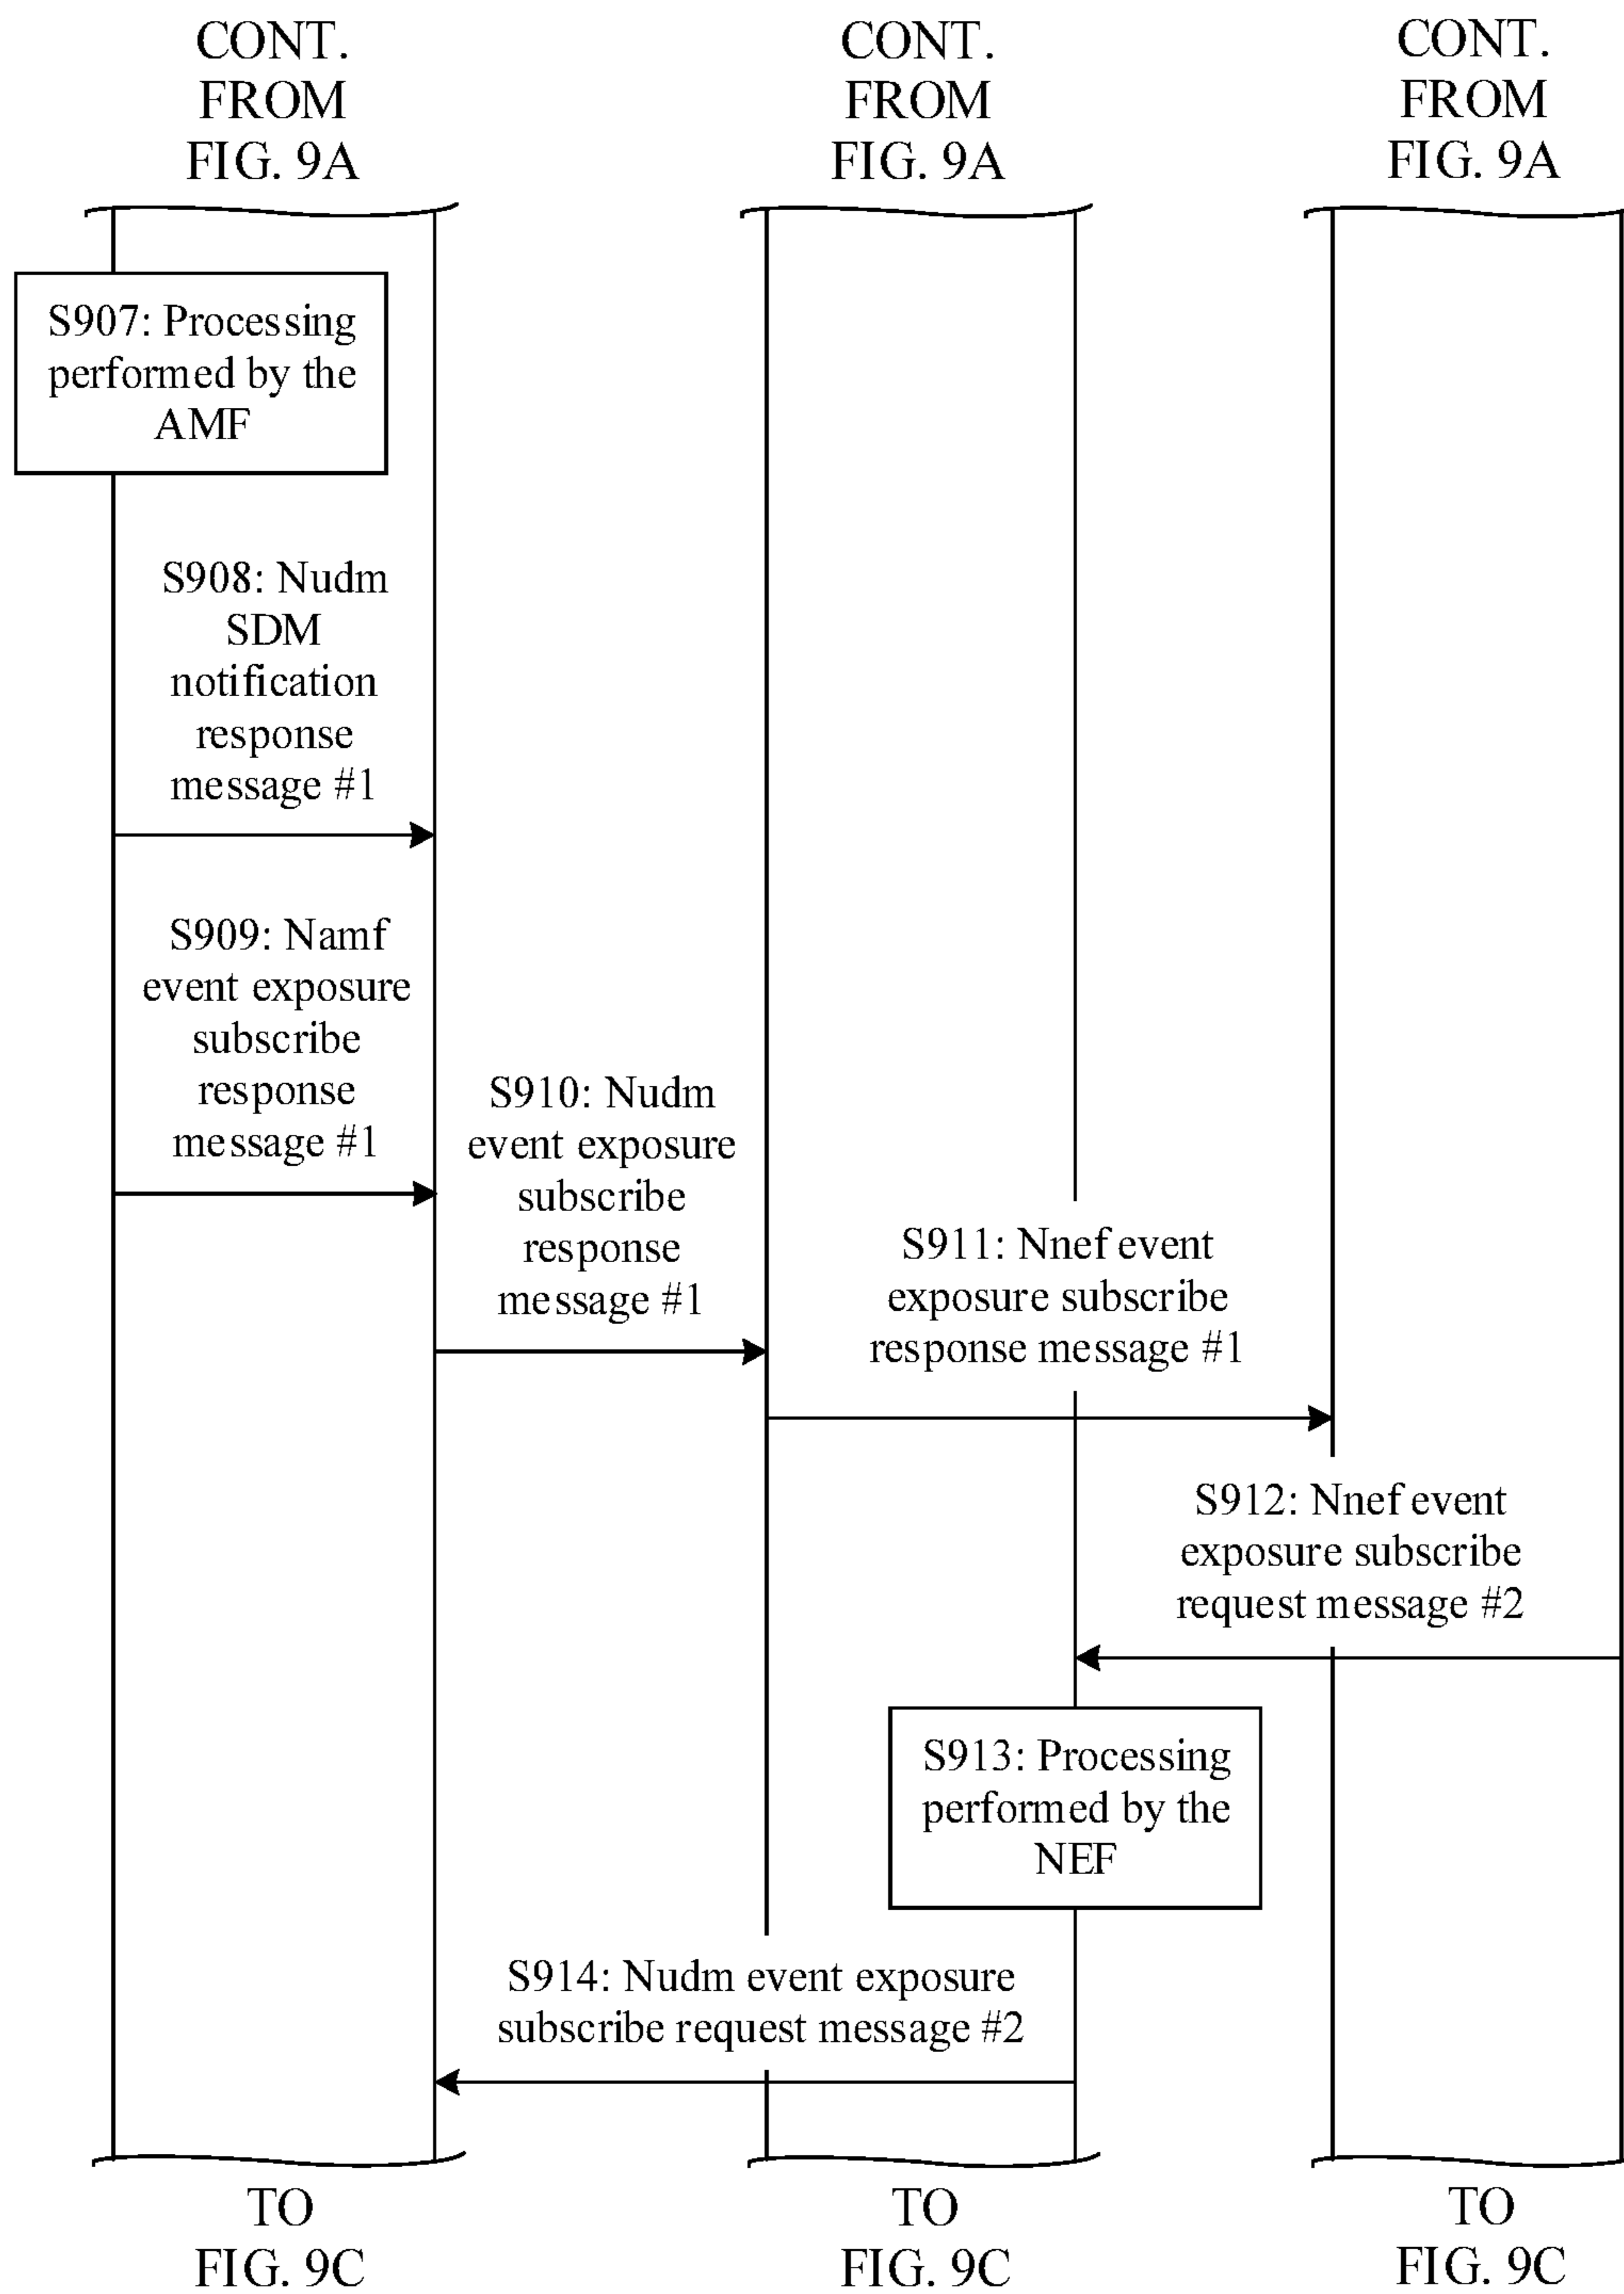 CONT.
FROM
FIG. 9A
CONT.
FROM
FIG. 9A
CONT.
FROM
FIG. 9A
S907: Processing
performed by the
AMF
S908: Nudm
SDM
notification
response
message #1
S909: Namf
event exposure
subscribe
response
message #1
S910: Nudm
event exposure
subscribe
response
message #1
S911: Nnef event
exposure subscribe
response message #1
S912: Nnef event
exposure subscribe
request message #2
S913: Processing
performed by the
NEF
S914: Nudm event exposure
subscribe request message #2
TO
FIG. 9C
TO
FIG. 9C
TO
FIG. 9C